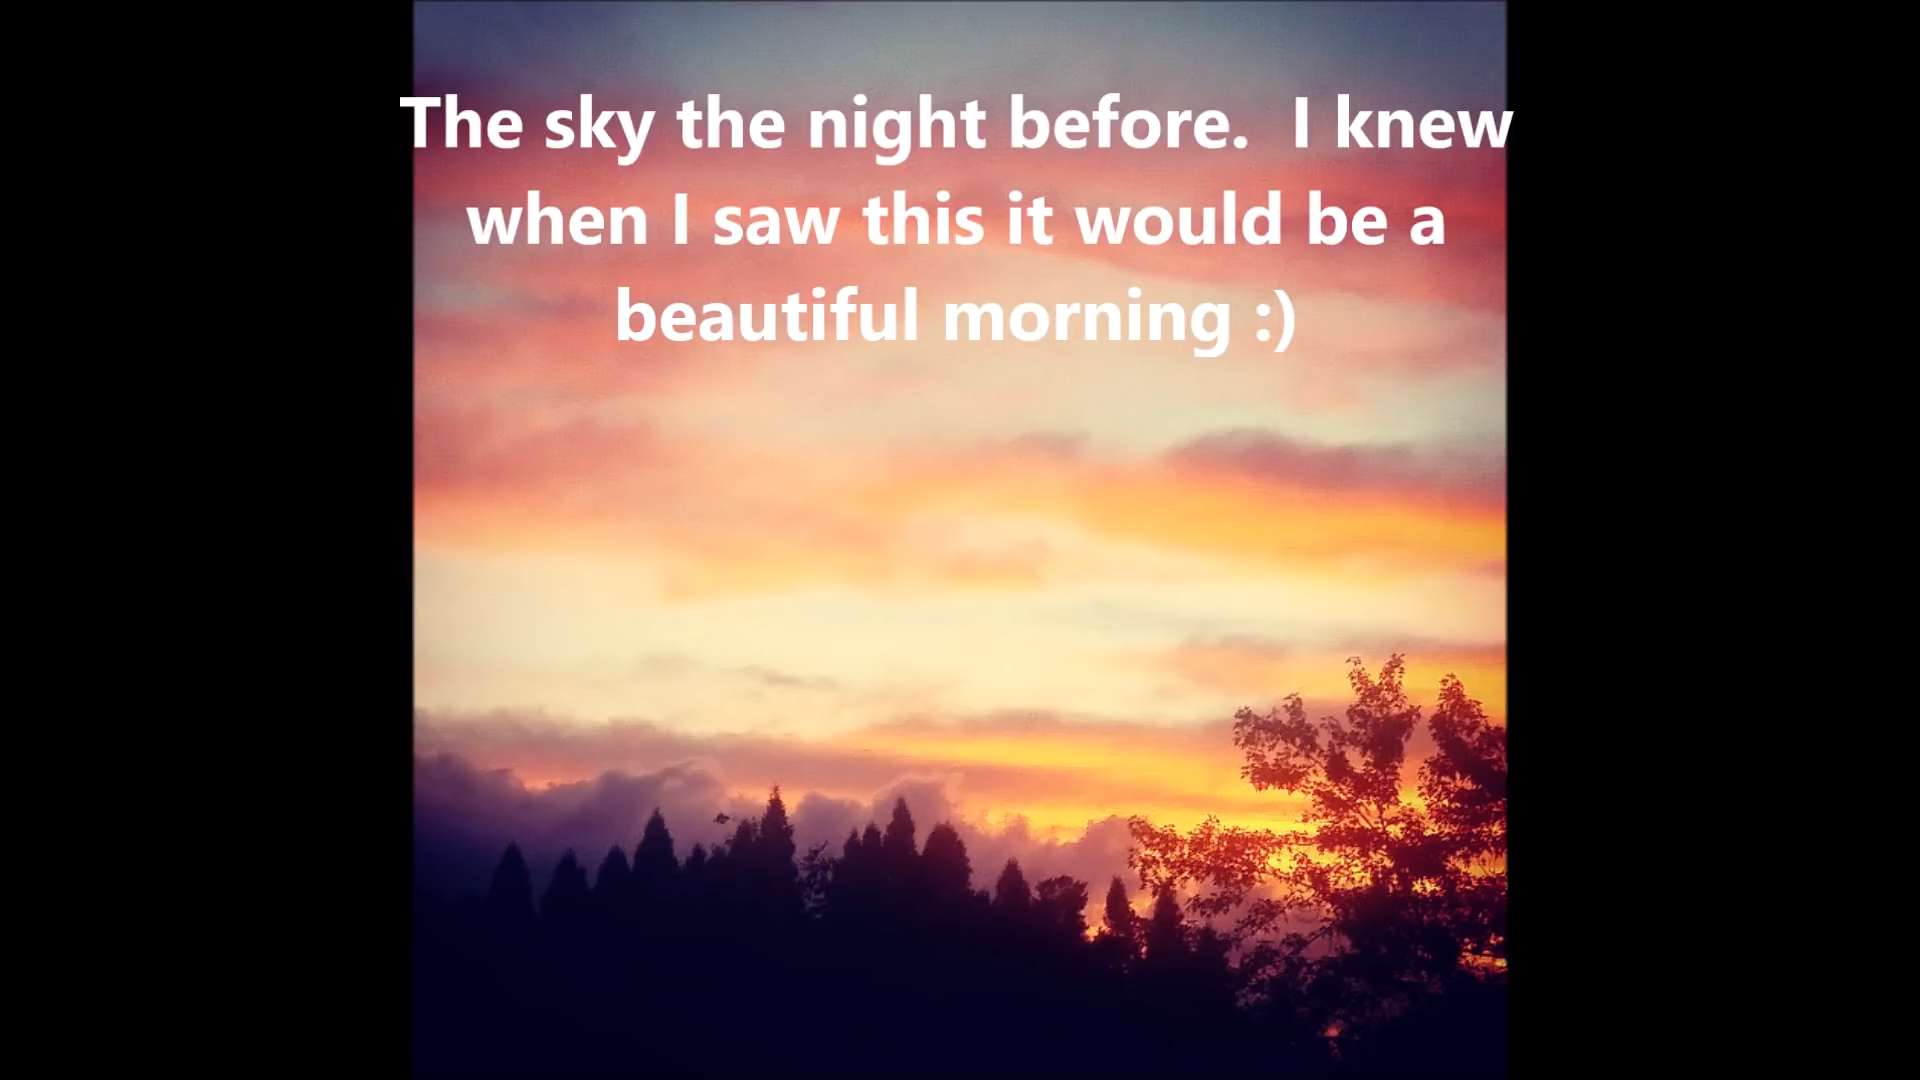 The sky the night before.  I knew
when I saw this it would be a
beautiful morning :)